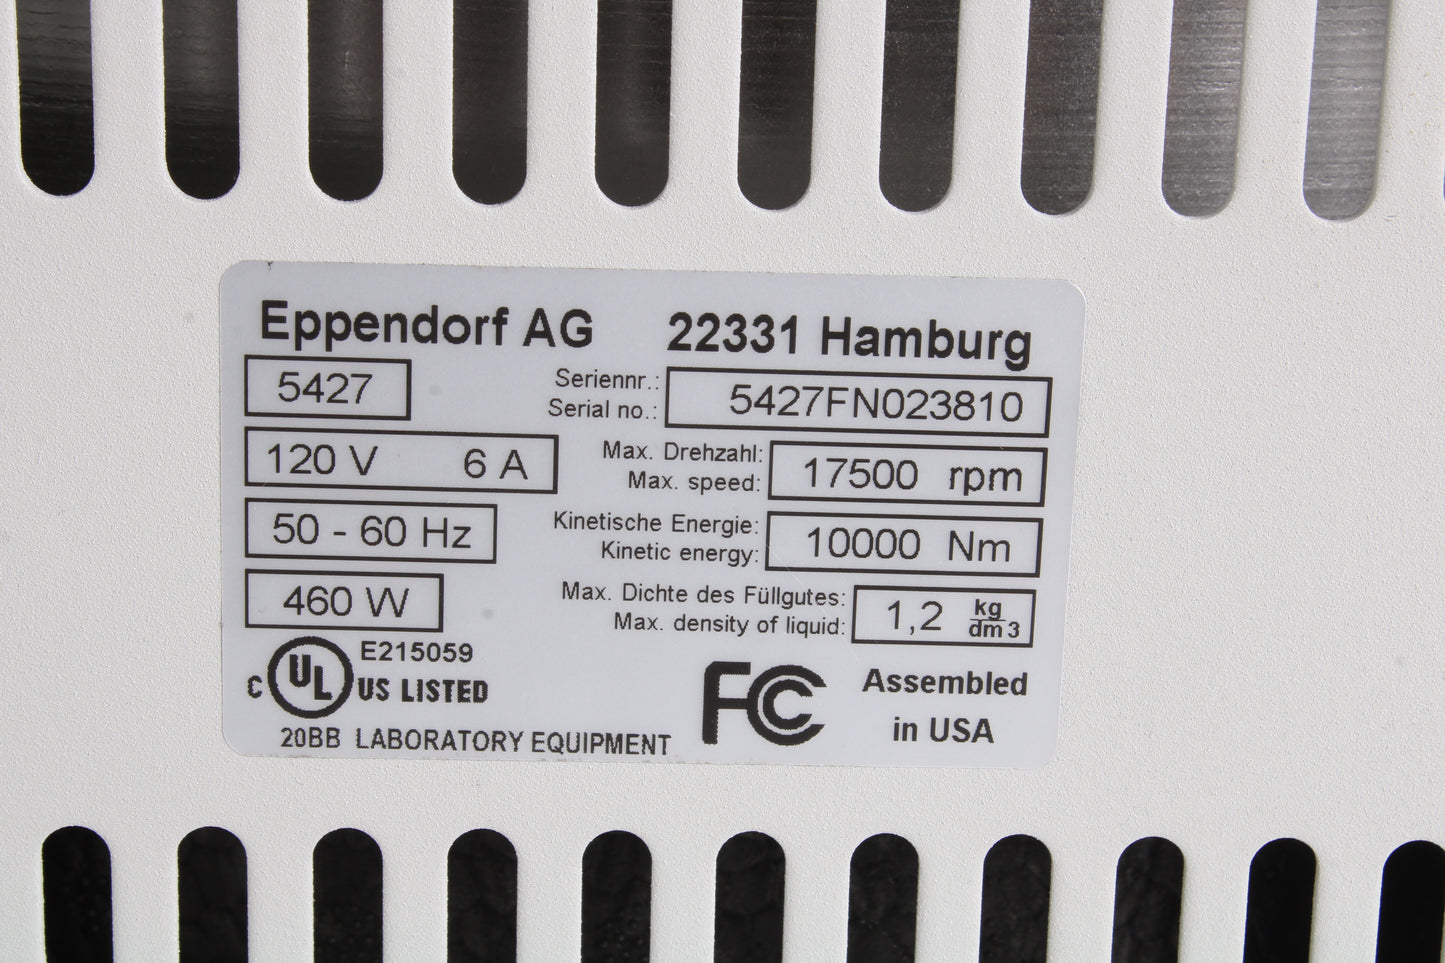 Eppendorf AG 22331 Hamburg
5427
Seriennr.:
Serial no.:
5427FN023810
120 V 6 A
Max. Drehzahl:
Max. speed:
17500 rpm
50 - 60 Hz
Kinetische Energie:
Kinetic energy:
10000 Nm
460 W
Max. Dichte des Füllgutes:
Max. density of liquid:
1,2 kg/dm3
E215059
C UL US LISTED
FC
Assembled
in USA
20BB LABORATORY EQUIPMENT